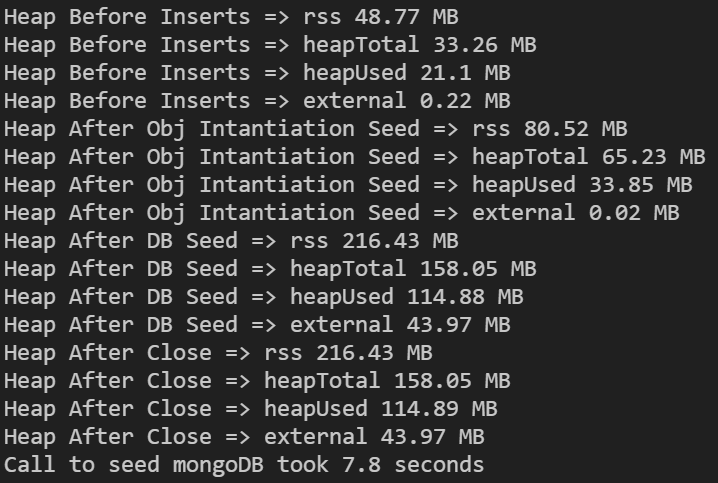 Heap Before Inserts => rss 48.77 MB
Heap Before Inserts => heapTotal 33.26 MB
Heap Before Inserts => heapUsed 21.1 MB
Heap Before Inserts => external 0.22 MB
Heap After Obj Intantiation Seed => rss 80.52 MB
Heap After Obj Intantiation Seed => heapTotal 65.23 MB
Heap After Obj Intantiation Seed => heapUsed 33.85 MB
Heap After Obj Intantiation Seed => external 0.02 MB
Heap After DB Seed => rss 216.43 MB
Heap After DB Seed => heapTotal 158.05 MB
Heap After DB Seed => heapUsed 114.88 MB
Heap After DB Seed => external 43.97 MB
Heap After Close => rss 216.43 MB
Heap After Close => heapTotal 158.05 MB
Heap After Close => heapUsed 114.89 MB
Heap After Close => external 43.97 MB
Call to seed mongoDB took 7.8 seconds